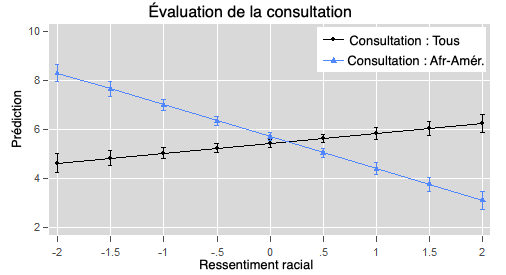 Évaluation de la consultation
10
8
6
4
2
Prédiction
Consultation : Tous
Consultation : Afr-Amér.
-2 -1.5 -1 -.5 0 .5 1 1.5 2
Ressentiment racial